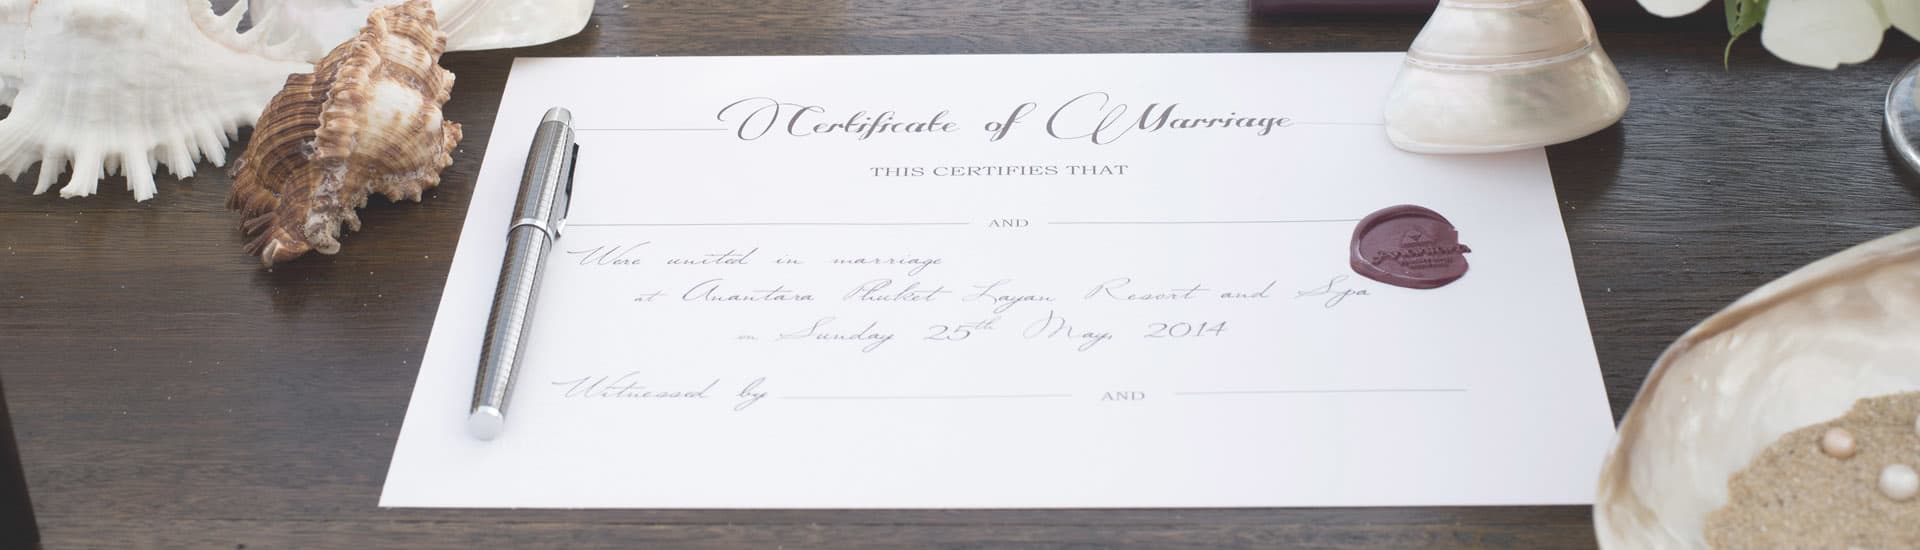 Certificate of Marriage
THIS CERTIFIES THAT
AND
Were united in marriage
at Anantara Phuket Layan Resort and Spa
on Sunday 25th May, 2014
Witnessed by AND